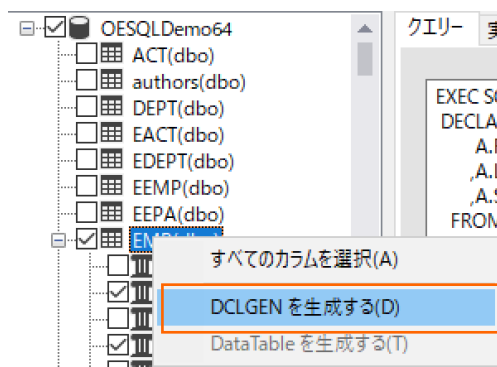 OESQLDemo64
ACT(dbo)
authors(dbo)
DEPT(dbo)
EACT(dbo)
EDEPT(dbo)
EEMP(dbo)
EEPA(dbo)
すべてのカラムを選択(A)
DCLGEN を生成する(D)
DataTable を生成する(T)
クエリー
EXEC
DECLA
A.
,A.
,A.
FROM